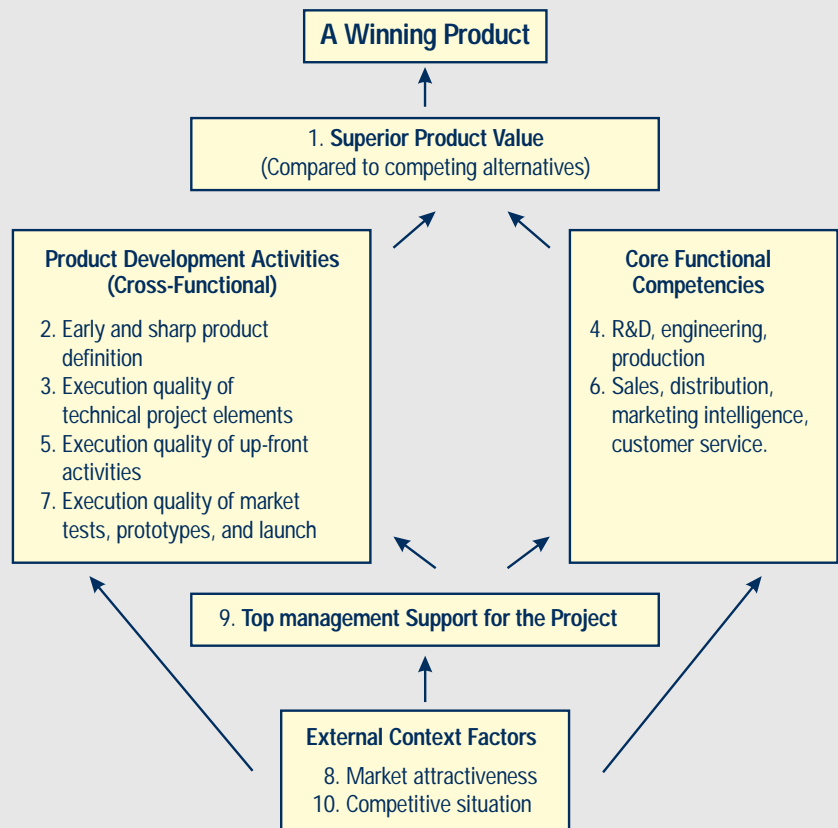 A Winning Product
1. Superior Product Value
(Compared to competing alternatives)
Product Development Activities
(Cross-Functional)
2. Early and sharp product
definition
3. Execution quality of
technical project elements
5. Execution quality of up-front
activities
7. Execution quality of market
tests, prototypes, and launch
Core Functional
Competencies
4. R&D, engineering,
production
6. Sales, distribution,
marketing intelligence,
customer service.
9. Top management Support for the Project
External Context Factors
8. Market attractiveness
10. Competitive situation